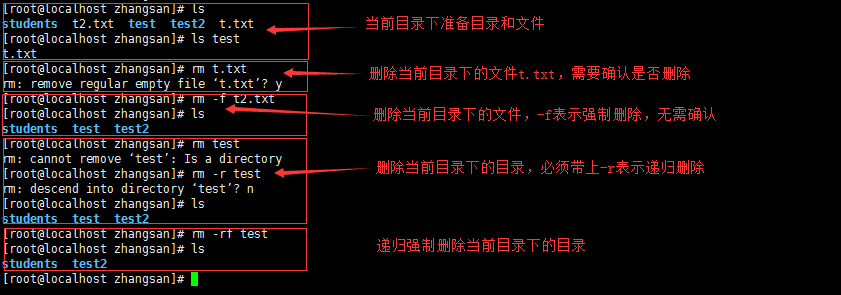 [root@localhost zhangsan]# ls
students  t2.txt  test  test2  t.txt
当前目录下准备目录和文件
[root@localhost zhangsan]# ls test
t.txt
[root@localhost zhangsan]# rm t.txt
删除当前目录下的文件t.txt，需要确认是否删除
rm: remove regular empty file ‘t.txt’? y
[root@localhost zhangsan]# rm -f t2.txt
[root@localhost zhangsan]# ls
删除当前目录下的文件，-f表示强制删除，无需确认
students  test  test2
[root@localhost zhangsan]# rm test
rm: cannot remove ‘test’: Is a directory
[root@localhost zhangsan]# rm -r test
删除当前目录下的目录，必须带上-r表示递归删除
rm: descend into directory ‘test’? n
[root@localhost zhangsan]# ls
students  test  test2
[root@localhost zhangsan]# rm -rf test
[root@localhost zhangsan]# ls
递归强制删除当前目录下的目录
students  test2
[root@localhost zhangsan]#